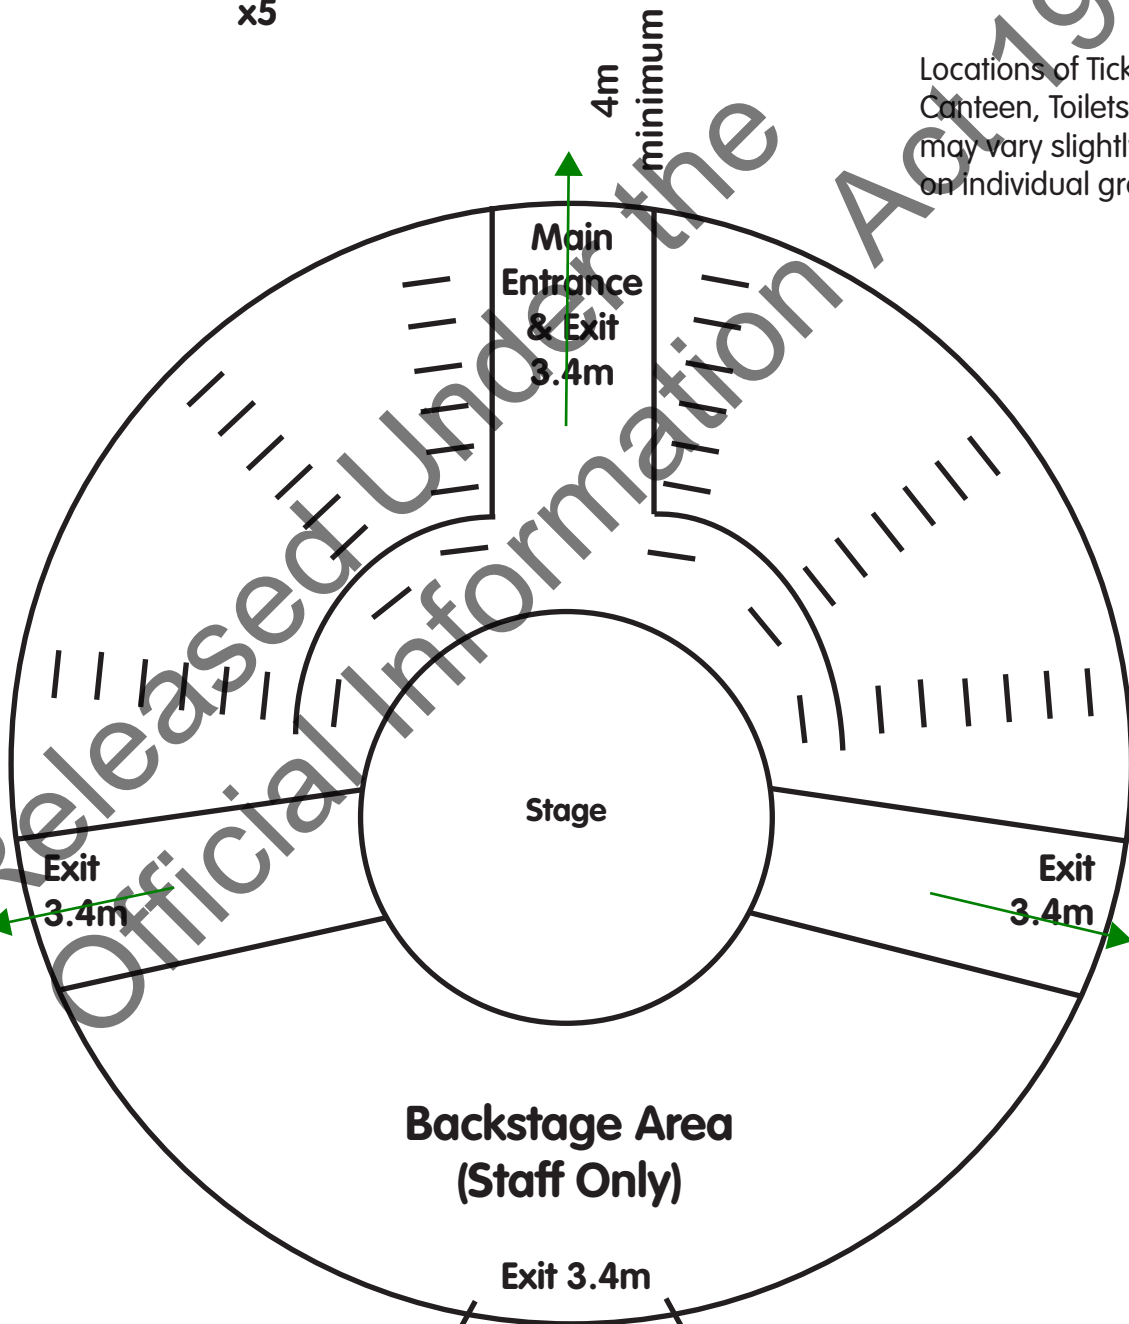 x5
4m
minimum
Locations of Tick
Canteen, Toilets
may vary slightl
on individual gr
Main
Entrance
& Exit
3.4m
Released Under the
Official Information Act 19
Stage
Exit
3.4m
Exit
3.4m
Backstage Area
(Staff Only)
Exit 3.4m